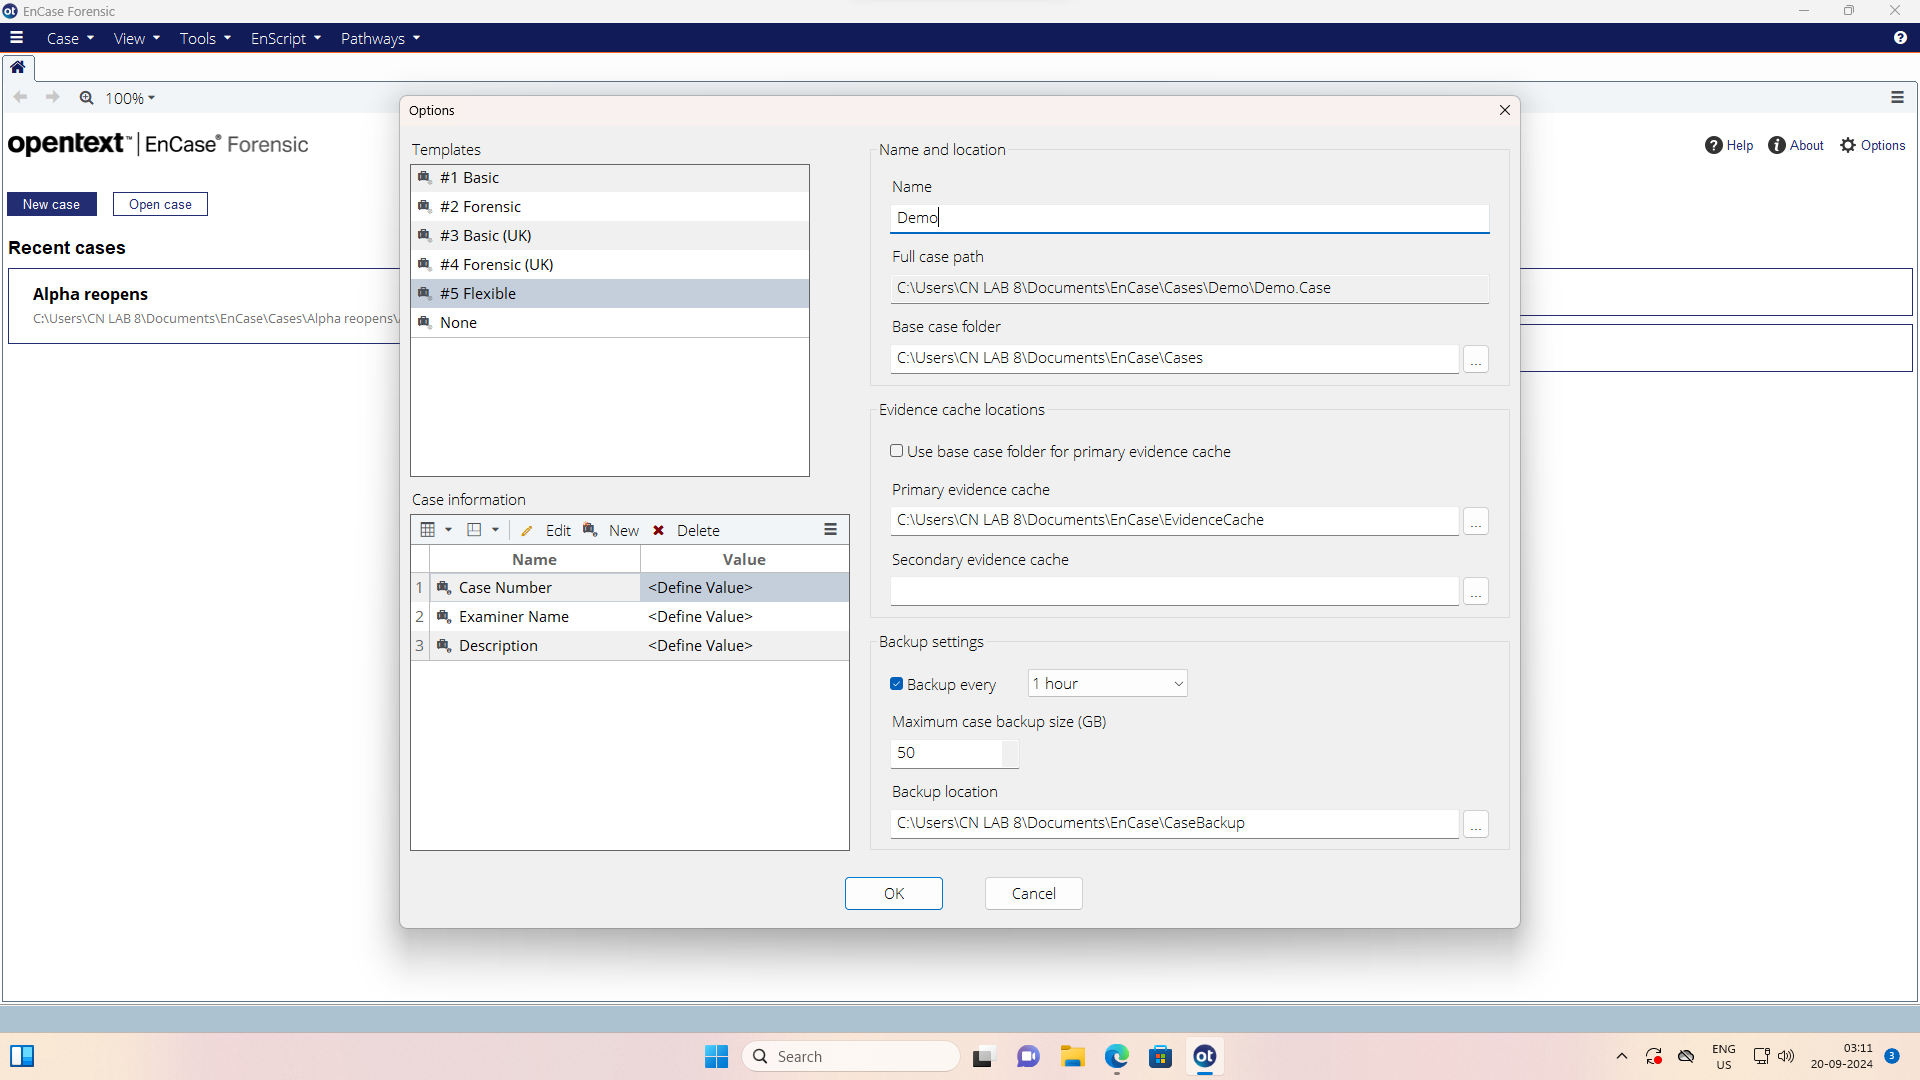 EnCase Forensic
Case View Tools EnScript Pathways
100%
opentext™ | EnCase® Forensic
Help About Options
New case Open case
Recent cases
Alpha reopens
C:\Users\CN LAB 8\Documents\EnCase\Cases\Alpha reopens\
Options
Templates
#1 Basic
#2 Forensic
#3 Basic (UK)
#4 Forensic (UK)
#5 Flexible
None
Case information
Edit New Delete
Name Value
1 Case Number <Define Value>
2 Examiner Name <Define Value>
3 Description <Define Value>
Name and location
Name
Demo
Full case path
C:\Users\CN LAB 8\Documents\EnCase\Cases\Demo\Demo.Case
Base case folder
C:\Users\CN LAB 8\Documents\EnCase\Cases
...
Evidence cache locations
Use base case folder for primary evidence cache
Primary evidence cache
C:\Users\CN LAB 8\Documents\EnCase\EvidenceCache
...
Secondary evidence cache
...
Backup settings
Backup every 1 hour
Maximum case backup size (GB)
50
Backup location
C:\Users\CN LAB 8\Documents\EnCase\CaseBackup
...
OK Cancel
Search
ot
ENG
US
03:11
20-09-2024
3